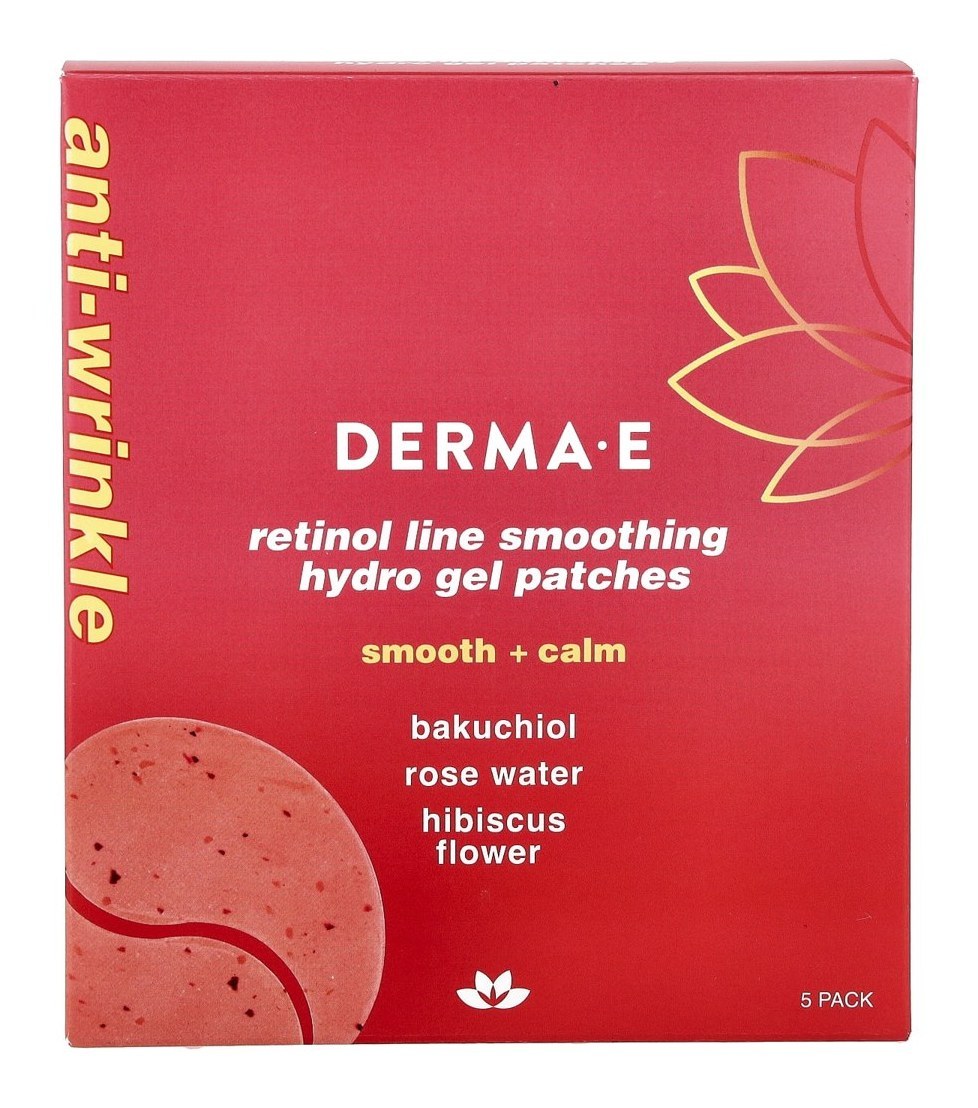 anti-wrinkle
DERMA·E
retinol line smoothing
hydro gel patches
smooth + calm
bakuchiol
rose water
hibiscus
flower
5 PACK